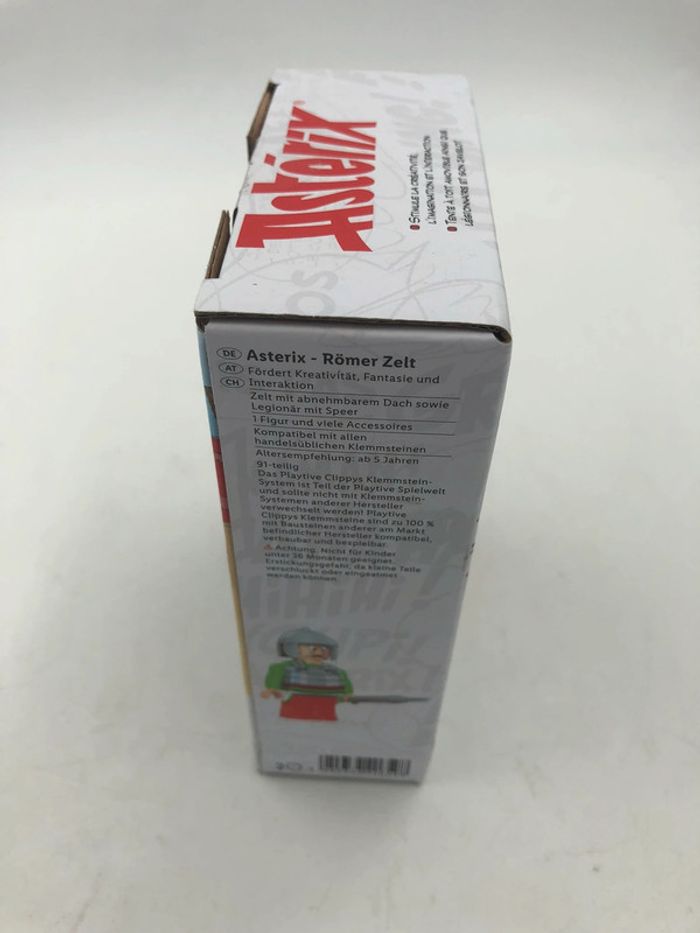 Astérix
STIMULE LA CRÉATIVITÉ,
L'IMAGINATION ET L'INTERACTION
TENTE À TOIT AMOVIBLE AINSI QUE
LÉGIONNAIRE ET SON JAVELOT
DE Asterix - Römer Zelt
AT Fördert Kreativität, Fantasie und
CH Interaktion
Zelt mit abnehmbarem Dach sowie
Legionär mit Speer
1 Figur und viele Accessoires
Kompatibel mit allen
handelsüblichen Klemmsteinen
Altersempfehlung: ab 5 Jahren
91-teilig
Das Playtive Clippys Klemmstein-
System ist Teil der Playtive Spielwelt
und sollte nicht mit Klemmstein-
Systemen anderer Hersteller
verwechselt werden! Playtive
Clippys Klemmsteine sind zu 100 %
mit Bausteinen anderer am Markt
befindlicher Hersteller kompatibel,
verbaubar und bespielbar.
Achtung: Nicht für Kinder
unter 36 Monaten geeignet.
Erstickungsgefahr, da kleine Teile
verschluckt oder eingeatmet
werden können.